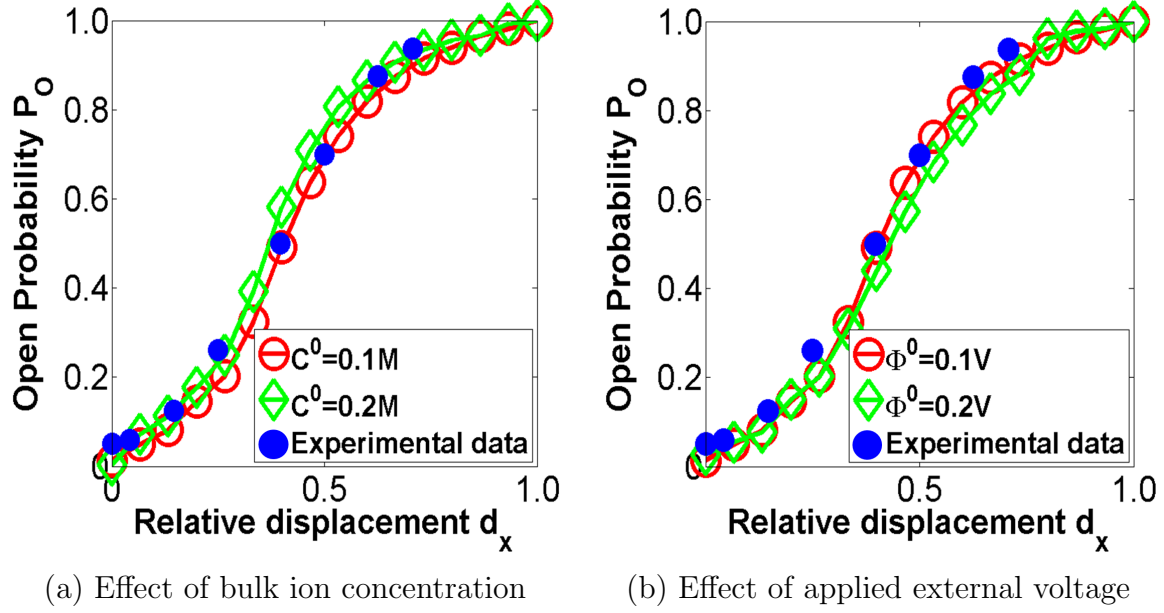 Open Probability P_O
1.0
0.8
0.6
0.4
0.2
0
C^0=0.1M
C^0=0.2M
Experimental data
0
0.5
1.0
Relative displacement d_x
(a) Effect of bulk ion concentration
Open Probability P_O
1.0
0.8
0.6
0.4
0.2
0
Φ^0=0.1V
Φ^0=0.2V
Experimental data
0
0.5
1.0
Relative displacement d_x
(b) Effect of applied external voltage